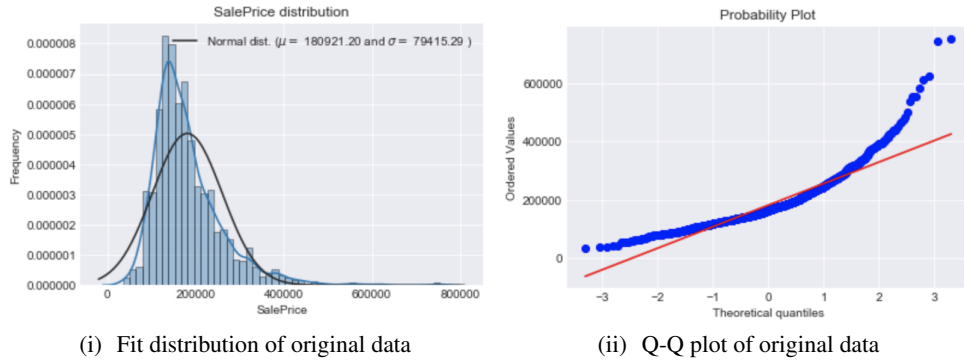 SalePrice distribution
Normal dist. (μ = 180921.20 and σ = 79415.29 )
0.000008
0.000007
0.000006
0.000005
0.000004
0.000003
0.000002
0.000001
0.000000
Frequency
0 200000 400000 600000 800000
SalePrice
(i) Fit distribution of original data
Probability Plot
600000
400000
200000
0
Ordered Values
−3 −2 −1 0 1 2 3
Theoretical quantiles
(ii) Q-Q plot of original data